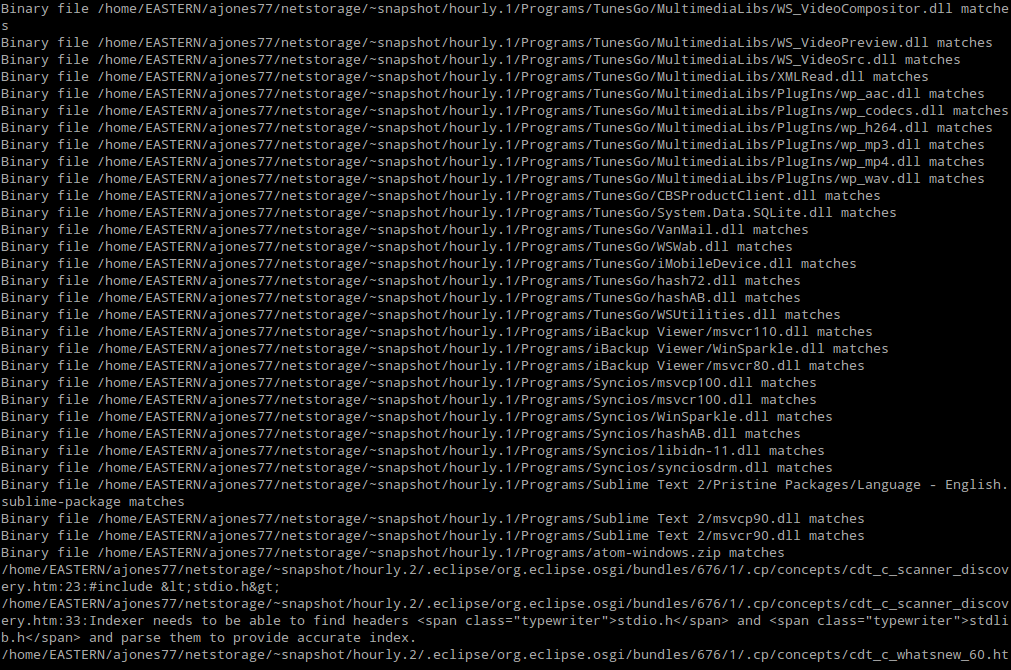 Binary file /home/EASTERN/ajones77/netstorage/~snapshot/hourly.1/Programs/TunesGo/MultimediaLibs/WS_VideoCompositor.dll matche
s
Binary file /home/EASTERN/ajones77/netstorage/~snapshot/hourly.1/Programs/TunesGo/MultimediaLibs/WS_VideoPreview.dll matches
Binary file /home/EASTERN/ajones77/netstorage/~snapshot/hourly.1/Programs/TunesGo/MultimediaLibs/WS_VideoSrc.dll matches
Binary file /home/EASTERN/ajones77/netstorage/~snapshot/hourly.1/Programs/TunesGo/MultimediaLibs/XMLRead.dll matches
Binary file /home/EASTERN/ajones77/netstorage/~snapshot/hourly.1/Programs/TunesGo/MultimediaLibs/PlugIns/wp_aac.dll matches
Binary file /home/EASTERN/ajones77/netstorage/~snapshot/hourly.1/Programs/TunesGo/MultimediaLibs/PlugIns/wp_codecs.dll matches
Binary file /home/EASTERN/ajones77/netstorage/~snapshot/hourly.1/Programs/TunesGo/MultimediaLibs/PlugIns/wp_h264.dll matches
Binary file /home/EASTERN/ajones77/netstorage/~snapshot/hourly.1/Programs/TunesGo/MultimediaLibs/PlugIns/wp_mp3.dll matches
Binary file /home/EASTERN/ajones77/netstorage/~snapshot/hourly.1/Programs/TunesGo/MultimediaLibs/PlugIns/wp_mp4.dll matches
Binary file /home/EASTERN/ajones77/netstorage/~snapshot/hourly.1/Programs/TunesGo/MultimediaLibs/PlugIns/wp_wav.dll matches
Binary file /home/EASTERN/ajones77/netstorage/~snapshot/hourly.1/Programs/TunesGo/CBSProductClient.dll matches
Binary file /home/EASTERN/ajones77/netstorage/~snapshot/hourly.1/Programs/TunesGo/System.Data.SQLite.dll matches
Binary file /home/EASTERN/ajones77/netstorage/~snapshot/hourly.1/Programs/TunesGo/VanMail.dll matches
Binary file /home/EASTERN/ajones77/netstorage/~snapshot/hourly.1/Programs/TunesGo/WSWab.dll matches
Binary file /home/EASTERN/ajones77/netstorage/~snapshot/hourly.1/Programs/TunesGo/iMobileDevice.dll matches
Binary file /home/EASTERN/ajones77/netstorage/~snapshot/hourly.1/Programs/TunesGo/hash72.dll matches
Binary file /home/EASTERN/ajones77/netstorage/~snapshot/hourly.1/Programs/TunesGo/hashAB.dll matches
Binary file /home/EASTERN/ajones77/netstorage/~snapshot/hourly.1/Programs/TunesGo/WSUtilities.dll matches
Binary file /home/EASTERN/ajones77/netstorage/~snapshot/hourly.1/Programs/iBackup Viewer/msvcr110.dll matches
Binary file /home/EASTERN/ajones77/netstorage/~snapshot/hourly.1/Programs/iBackup Viewer/WinSparkle.dll matches
Binary file /home/EASTERN/ajones77/netstorage/~snapshot/hourly.1/Programs/iBackup Viewer/msvcr80.dll matches
Binary file /home/EASTERN/ajones77/netstorage/~snapshot/hourly.1/Programs/Syncios/msvcp100.dll matches
Binary file /home/EASTERN/ajones77/netstorage/~snapshot/hourly.1/Programs/Syncios/msvcr100.dll matches
Binary file /home/EASTERN/ajones77/netstorage/~snapshot/hourly.1/Programs/Syncios/WinSparkle.dll matches
Binary file /home/EASTERN/ajones77/netstorage/~snapshot/hourly.1/Programs/Syncios/hashAB.dll matches
Binary file /home/EASTERN/ajones77/netstorage/~snapshot/hourly.1/Programs/Syncios/libidn-11.dll matches
Binary file /home/EASTERN/ajones77/netstorage/~snapshot/hourly.1/Programs/Syncios/synciosdrm.dll matches
Binary file /home/EASTERN/ajones77/netstorage/~snapshot/hourly.1/Programs/Sublime Text 2/Pristine Packages/Language - English.
sublime-package matches
Binary file /home/EASTERN/ajones77/netstorage/~snapshot/hourly.1/Programs/Sublime Text 2/msvcp90.dll matches
Binary file /home/EASTERN/ajones77/netstorage/~snapshot/hourly.1/Programs/Sublime Text 2/msvcr90.dll matches
Binary file /home/EASTERN/ajones77/netstorage/~snapshot/hourly.1/Programs/atom-windows.zip matches
/home/EASTERN/ajones77/netstorage/~snapshot/hourly.2/.eclipse/org.eclipse.osgi/bundles/676/1/.cp/concepts/cdt_c_scanner_discov
ery.htm:23:#include &lt;stdio.h&gt;
/home/EASTERN/ajones77/netstorage/~snapshot/hourly.2/.eclipse/org.eclipse.osgi/bundles/676/1/.cp/concepts/cdt_c_scanner_discov
ery.htm:33:Indexer needs to be able to find headers <span class="typewriter">stdio.h</span> and <span class="typewriter">stdli
b.h</span> and parse them to provide accurate index.
/home/EASTERN/ajones77/netstorage/~snapshot/hourly.2/.eclipse/org.eclipse.osgi/bundles/676/1/.cp/concepts/cdt_c_whatsnew_60.ht